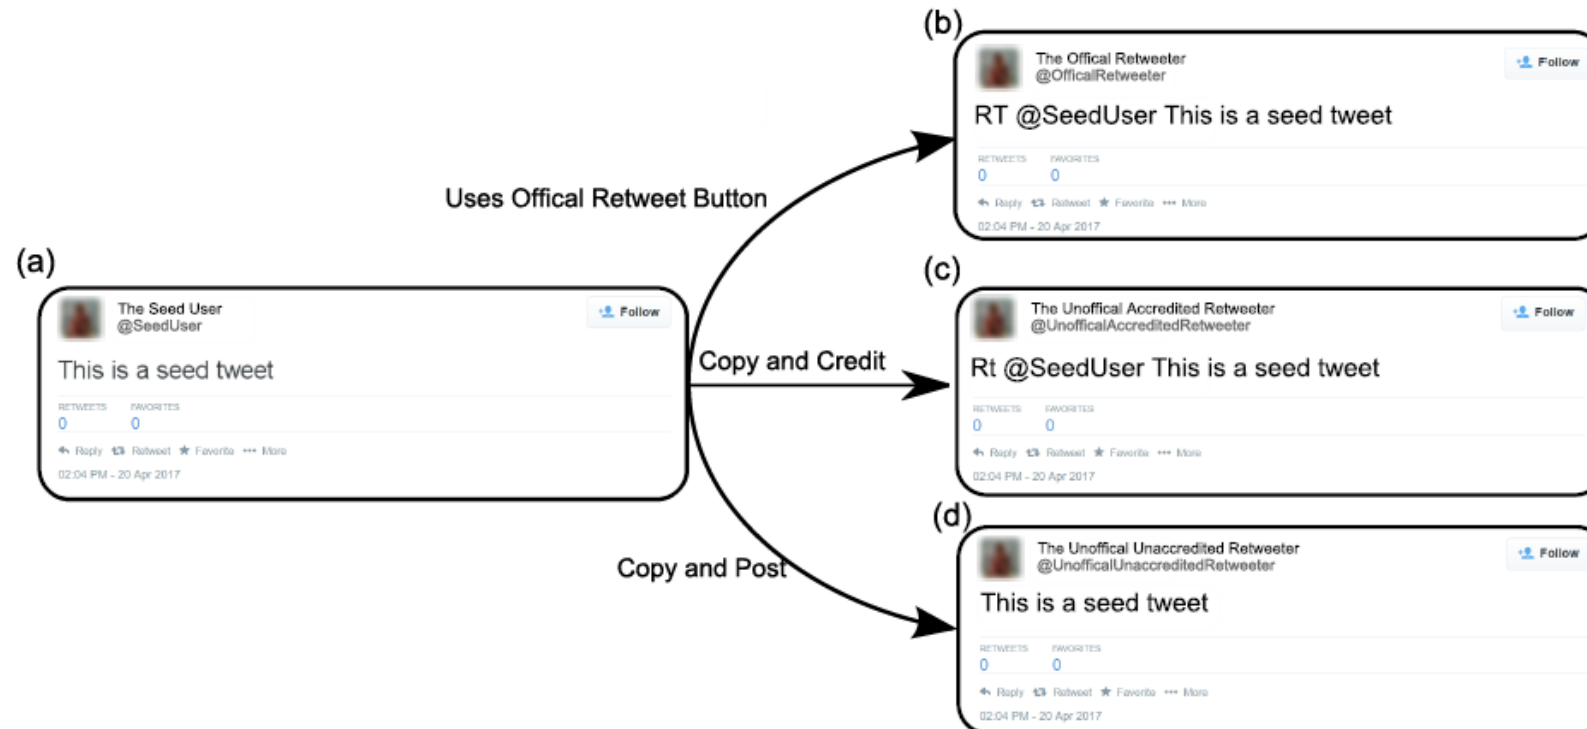 (b)
The Offical Retweeter
@OfficalRetweeter
Follow
RT @SeedUser This is a seed tweet
RETWEETS FAVORITES
0 0
Reply Retweet Favorite ••• More
02:04 PM - 20 Apr 2017
Uses Offical Retweet Button
(a)
The Seed User
@SeedUser
Follow
This is a seed tweet
RETWEETS FAVORITES
0 0
Reply Retweet Favorite ••• More
02:04 PM - 20 Apr 2017
(c)
The Unoffical Accredited Retweeter
@UnofficalAccreditedRetweeter
Follow
Copy and Credit
Rt @SeedUser This is a seed tweet
RETWEETS FAVORITES
0 0
Reply Retweet Favorite ••• More
02:04 PM - 20 Apr 2017
Copy and Post
(d)
The Unoffical Unaccredited Retweeter
@UnofficalUnaccreditedRetweeter
Follow
This is a seed tweet
RETWEETS FAVORITES
0 0
Reply Retweet Favorite ••• More
02:04 PM - 20 Apr 2017